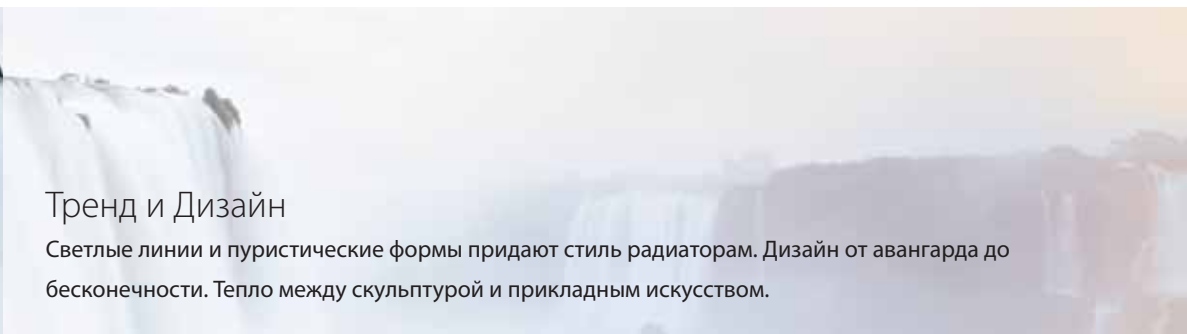 Тренд и Дизайн
Светлые линии и пуристические формы придают стиль радиаторам. Дизайн от авангарда до
бесконечности. Тепло между скульптурой и прикладным искусством.